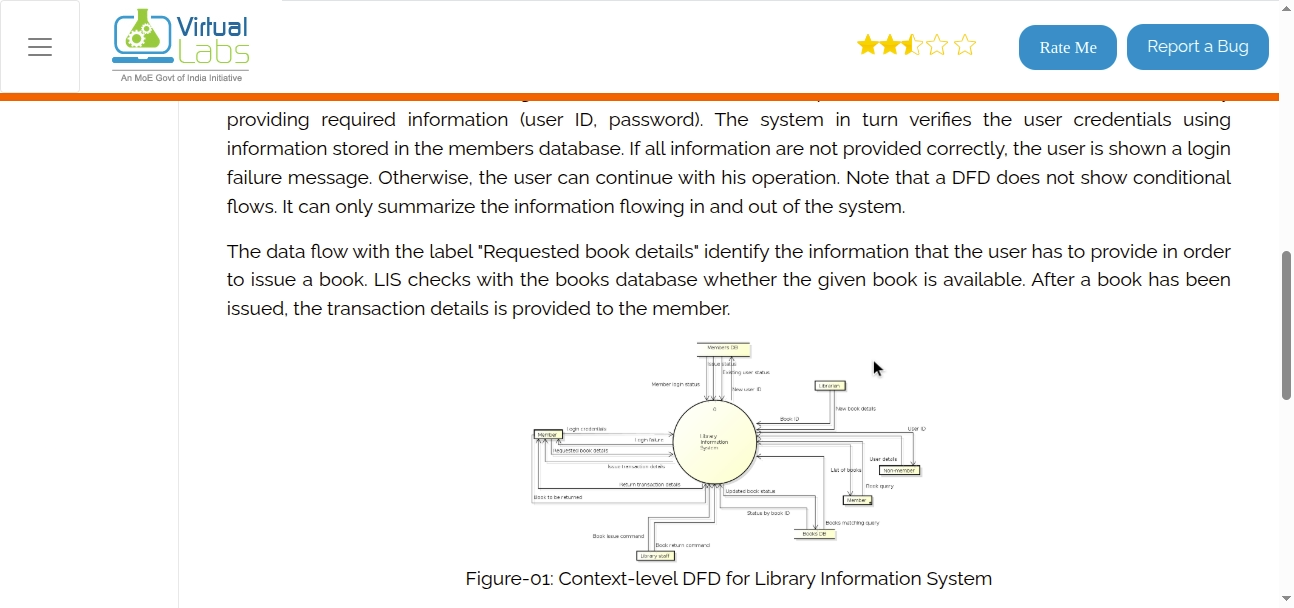 Virtual
Labs
An MoE Govt of India Initiative
Rate Me
Report a Bug
providing required information (user ID, password). The system in turn verifies the user credentials using
information stored in the members database. If all information are not provided correctly, the user is shown a login
failure message. Otherwise, the user can continue with his operation. Note that a DFD does not show conditional
flows. It can only summarize the information flowing in and out of the system.
The data flow with the label "Requested book details" identify the information that the user has to provide in order
to issue a book. LIS checks with the books database whether the given book is available. After a book has been
issued, the transaction details is provided to the member.
Members DB
Issue status
Existing user status
Member login status
New user ID
Librarian
0
New book details
Book ID
User ID
Login credentials
Member
Login failure
Library
Information
System
Requested book details
User details
Issue transaction details
List of books
Non-member
Return transaction details
Book query
Updated book status
Book to be returned
Member
Status by book ID
Books matching query
Book issue command
Books DB
Book return command
Library staff
Figure-01: Context-level DFD for Library Information System